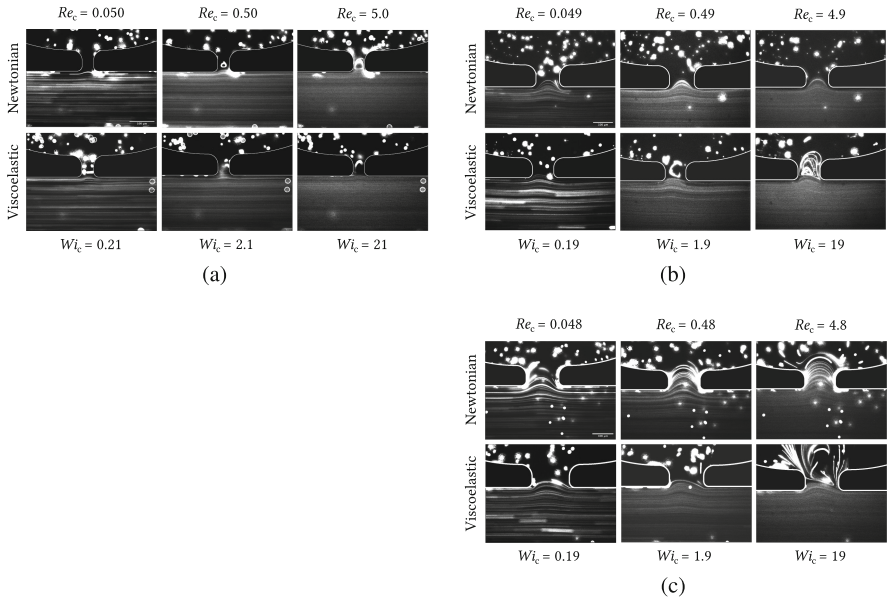 Re_c = 0.050 Re_c = 0.50 Re_c = 5.0
Newtonian
Viscoelastic
Wi_c = 0.21 Wi_c = 2.1 Wi_c = 21
(a)
Re_c = 0.049 Re_c = 0.49 Re_c = 4.9
Newtonian
Viscoelastic
Wi_c = 0.19 Wi_c = 1.9 Wi_c = 19
(b)
Re_c = 0.048 Re_c = 0.48 Re_c = 4.8
Newtonian
Viscoelastic
Wi_c = 0.19 Wi_c = 1.9 Wi_c = 19
(c)